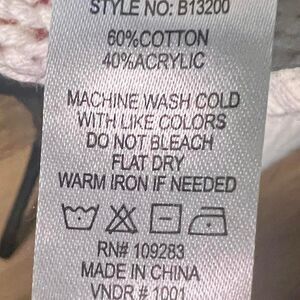 STYLE NO: B13200
60%COTTON
40%ACRYLIC
MACHINE WASH COLD
WITH LIKE COLORS
DO NOT BLEACH
FLAT DRY
WARM IRON IF NEEDED
RN# 109283
MADE IN CHINA
VNDR # 1001